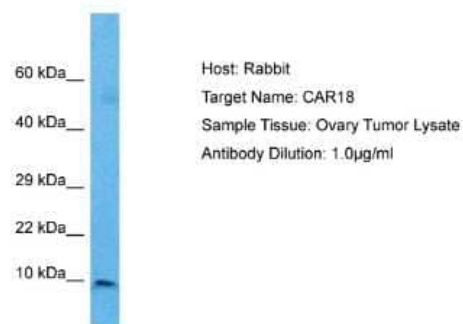 60 kDa
40 kDa
29 kDa
22 kDa
10 kDa
Host: Rabbit
Target Name: CAR18
Sample Tissue: Ovary Tumor Lysate
Antibody Dilution: 1.0µg/ml